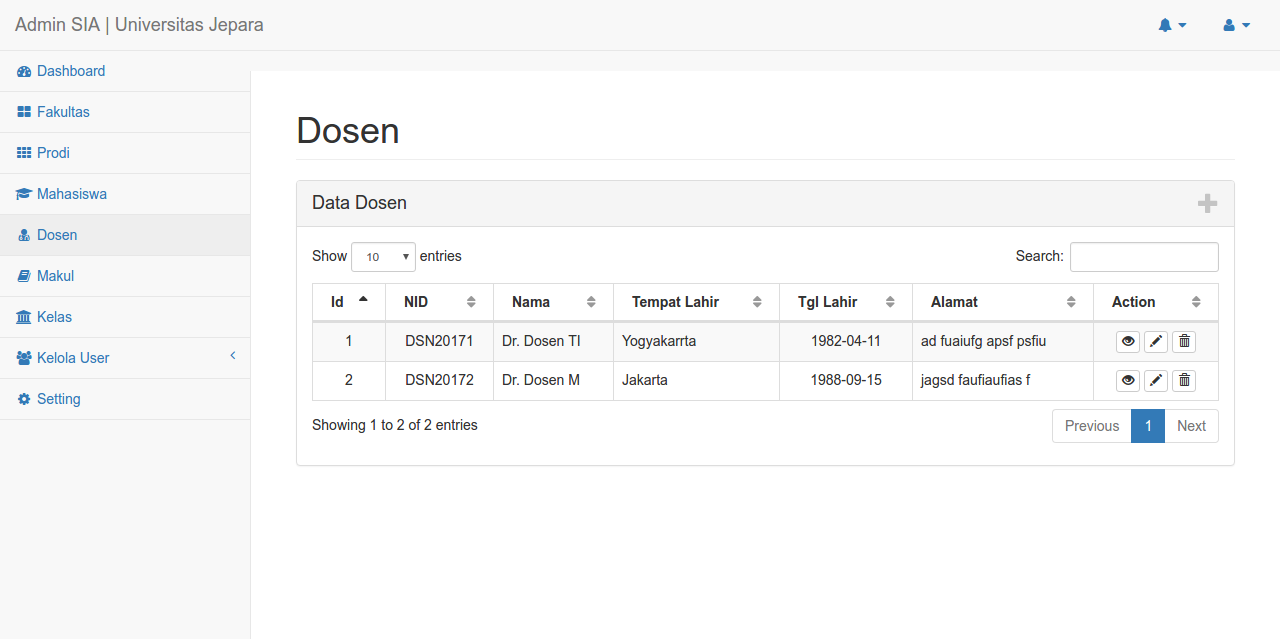 Admin SIA | Universitas Jepara
Dashboard
Fakultas
Prodi
Mahasiswa
Dosen
Makul
Kelas
Kelola User
Setting
Dosen
Data Dosen
Show 10 entries Search:
Id NID Nama Tempat Lahir Tgl Lahir Alamat Action
1 DSN20171 Dr. Dosen TI Yogyakarrta 1982-04-11 ad fuaiufg apsf psfiu
2 DSN20172 Dr. Dosen M Jakarta 1988-09-15 jagsd faufiaufias f
Showing 1 to 2 of 2 entries Previous 1 Next